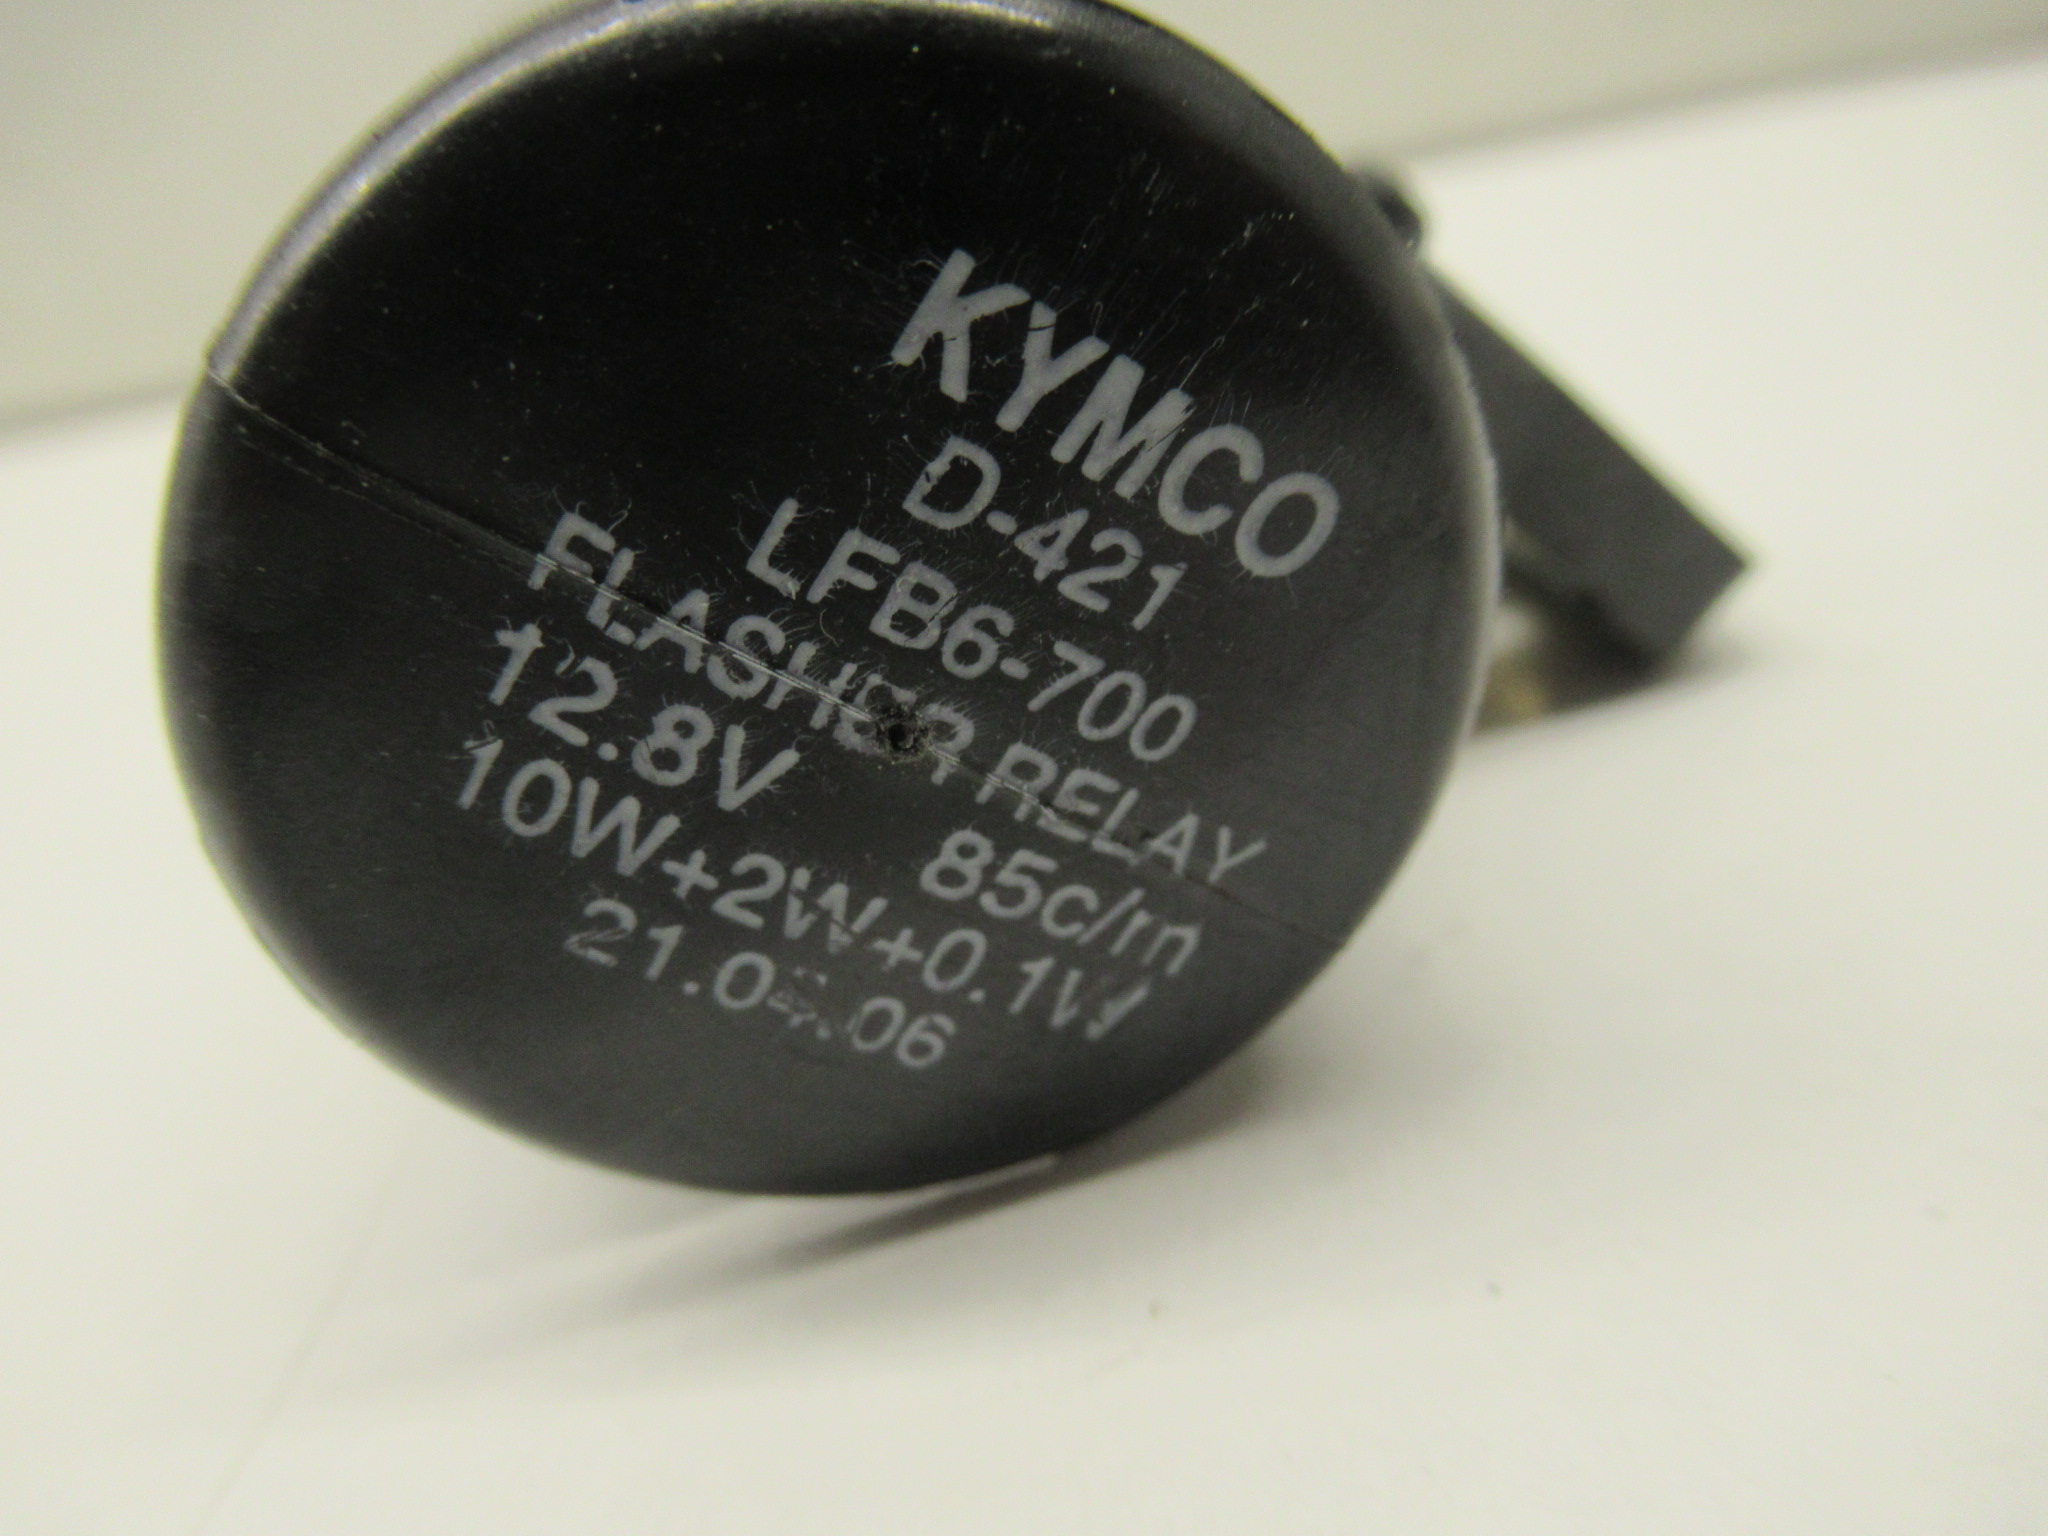 KYMCO
D-421
LFB6-700
FLASHER RELAY
12.8V 85c/m
10W+2W+0.1W